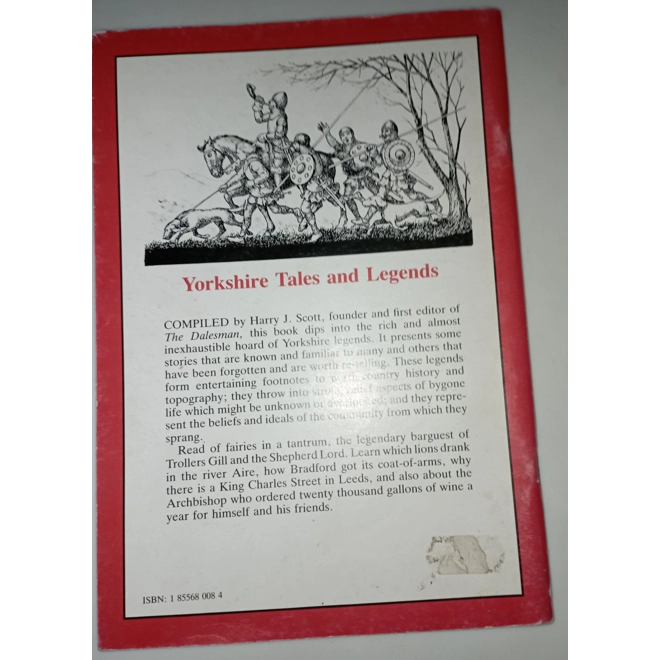 Yorkshire Tales and Legends
COMPILED by Harry J. Scott, founder and first editor of
The Dalesman, this book dips into the rich and almost
inexhaustible hoard of Yorkshire legends. It presents some
stories that are known and familiar to many and others that
have been forgotten and are worth re-telling. These legends
form entertaining footnotes to country history and
topography; they throw into relief aspects of bygone
life which might be unknown or and they repre-
sent the beliefs and ideals of the community from which they
sprang.
Read of fairies in a tantrum, the legendary barguest of
Trollers Gill and the Shepherd Lord. Learn which lions drank
in the river Aire, how Bradford got its coat-of-arms, why
there is a King Charles Street in Leeds, and also about the
Archbishop who ordered twenty thousand gallons of wine a
year for himself and his friends.
ISBN: 1 85568 008 4